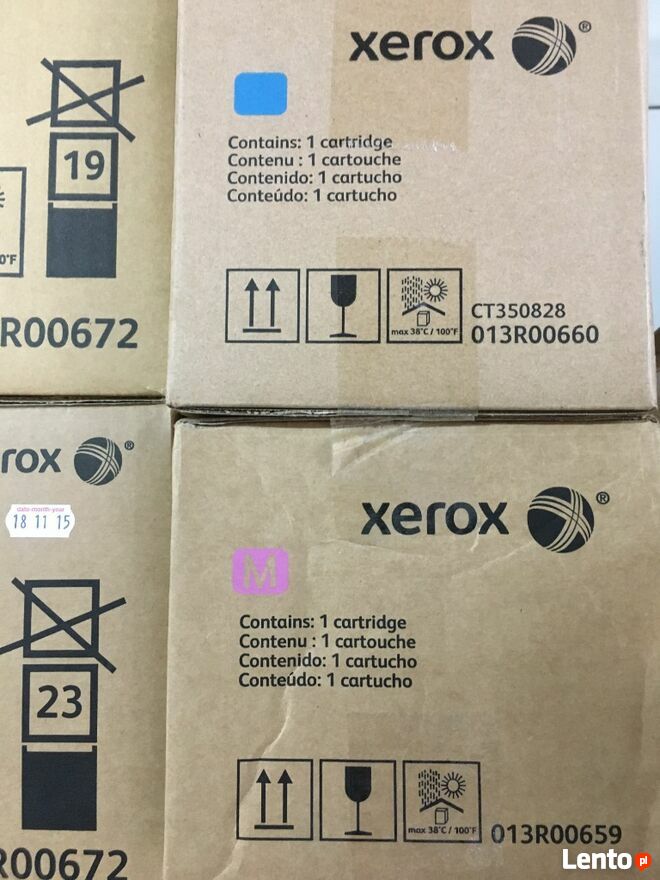 19
0°F
R00672
xerox ®
Contains: 1 cartridge
Contenu : 1 cartouche
Contenido: 1 cartucho
Conteúdo: 1 cartucho
max 38°C / 100°F
CT350828
013R00660
rox ®
date-month-year
18 11 15
23
R00672
xerox ®
M
Contains: 1 cartridge
Contenu : 1 cartouche
Contenido: 1 cartucho
Conteúdo: 1 cartucho
max 38°C / 100°F
013R00659
Lento pl